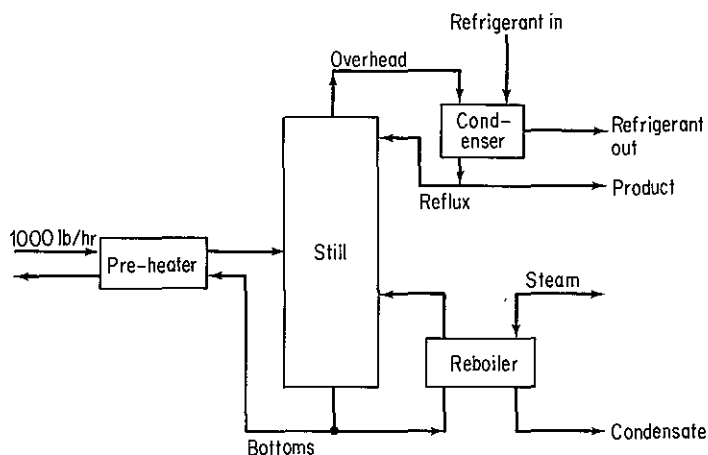 Refrigerant in
Overhead
Cond-
enser
Refrigerant
out
Product
Reflux
1000 lb/hr
Pre-heater
Still
Steam
Reboiler
Bottoms
Condensate